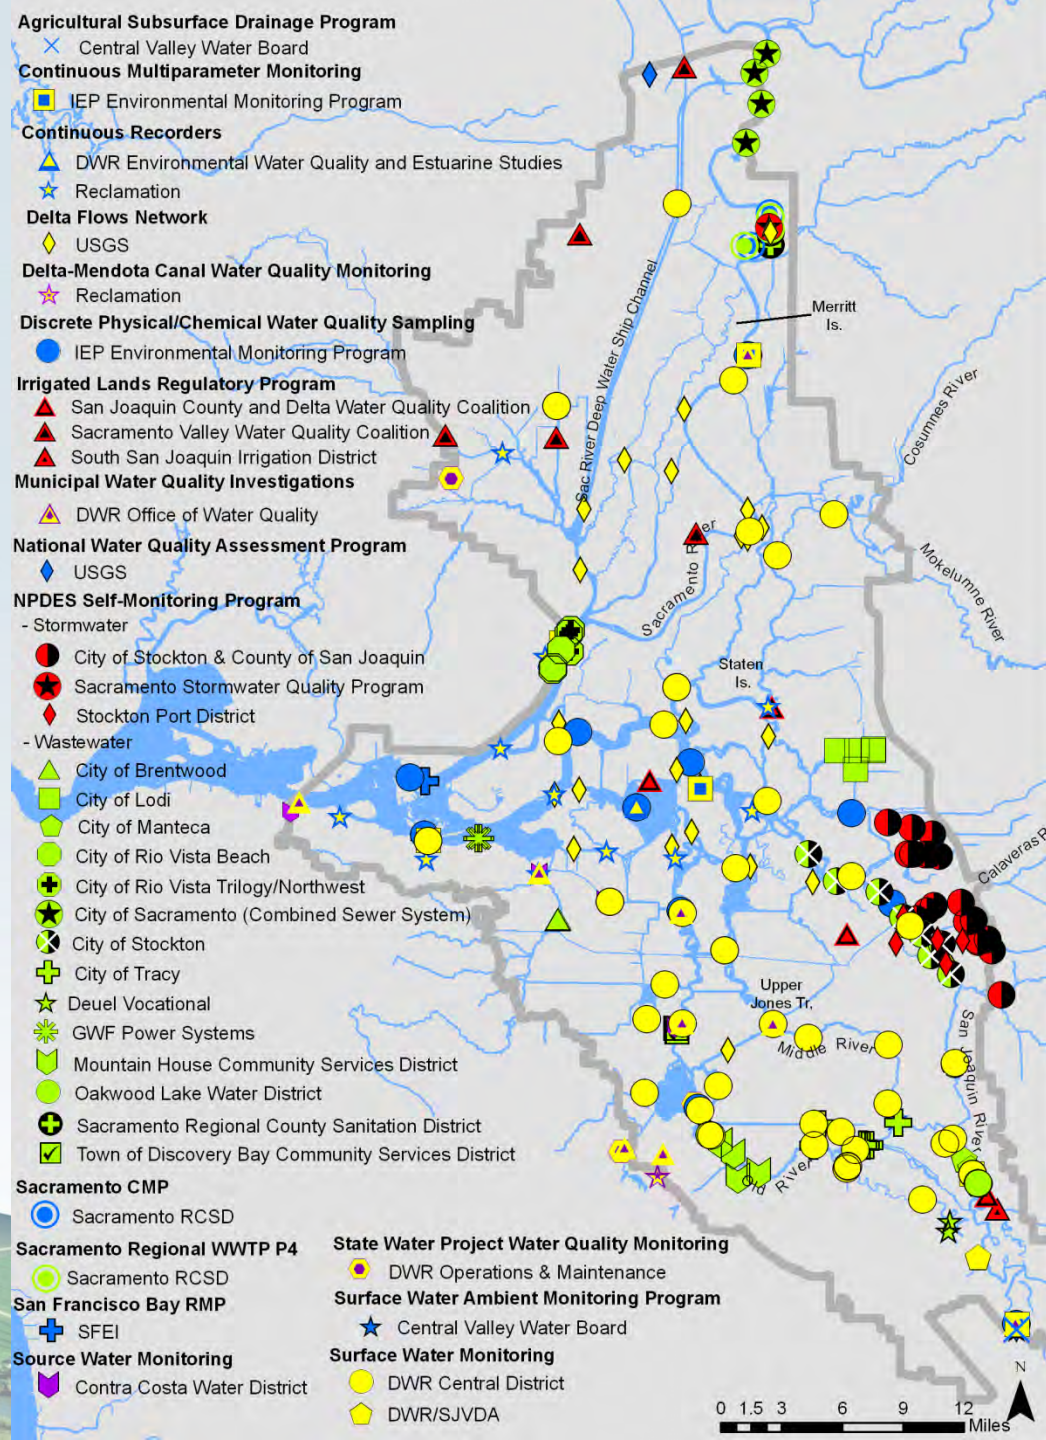 Agricultural Subsurface Drainage Program
Central Valley Water Board
Continuous Multiparameter Monitoring
IEP Environmental Monitoring Program
Continuous Recorders
DWR Environmental Water Quality and Estuarine Studies
Reclamation
Delta Flows Network
USGS
Delta-Mendota Canal Water Quality Monitoring
Reclamation
Discrete Physical/Chemical Water Quality Sampling
IEP Environmental Monitoring Program
Irrigated Lands Regulatory Program
San Joaquin County and Delta Water Quality Coalition
Sacramento Valley Water Quality Coalition
South San Joaquin Irrigation District
Municipal Water Quality Investigations
DWR Office of Water Quality
National Water Quality Assessment Program
USGS
NPDES Self-Monitoring Program
- Stormwater
City of Stockton & County of San Joaquin
Sacramento Stormwater Quality Program
Stockton Port District
- Wastewater
City of Brentwood
City of Lodi
City of Manteca
City of Rio Vista Beach
City of Rio Vista Trilogy/Northwest
City of Sacramento (Combined Sewer System)
City of Stockton
City of Tracy
Deuel Vocational
GWF Power Systems
Mountain House Community Services District
Oakwood Lake Water District
Sacramento Regional County Sanitation District
Town of Discovery Bay Community Services District
Sacramento CMP
Sacramento RCSD
Sacramento Regional WWTP P4
Sacramento RCSD
San Francisco Bay RMP
SFEI
Source Water Monitoring
Contra Costa Water District
State Water Project Water Quality Monitoring
DWR Operations & Maintenance
Surface Water Ambient Monitoring Program
Central Valley Water Board
Surface Water Monitoring
DWR Central District
DWR/SJVDA
Sac River Deep Water Ship Channel
Merritt
Is.
Cosumnes River
Mokelumne River
Sacramento River
Staten
Is.
Calaveras R
Upper
Jones Tr.
Middle River
San Joaquin River
Old River
N
0 1.5 3 6 9 12
Miles